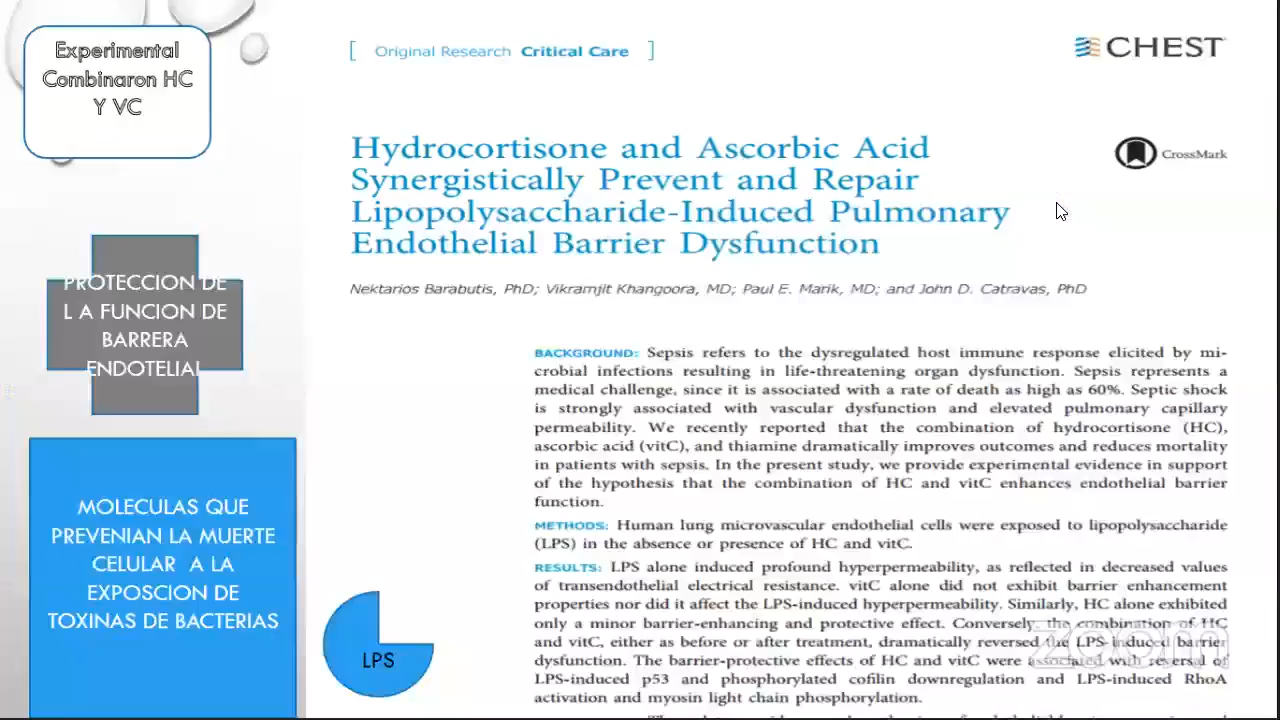 Experimental
Combinaron HC
Y VC
PROTECCION DE
L A FUNCION DE
BARRERA
ENDOTELIAL
MOLECULAS QUE
PREVENIAN LA MUERTE
CELULAR A LA
EXPOSCION DE
TOXINAS DE BACTERIAS
LPS
[ Original Research Critical Care ]
CHEST
Hydrocortisone and Ascorbic Acid
Synergistically Prevent and Repair
Lipopolysaccharide-Induced Pulmonary
Endothelial Barrier Dysfunction
CrossMark
Nektarios Barabutis, PhD; Vikramjit Khangoora, MD; Paul E. Marik, MD; and John D. Catravas, PhD
BACKGROUND: Sepsis refers to the dysregulated host immune response elicited by mi-
crobial infections resulting in life-threatening organ dysfunction. Sepsis represents a
medical challenge, since it is associated with a rate of death as high as 60%. Septic shock
is strongly associated with vascular dysfunction and elevated pulmonary capillary
permeability. We recently reported that the combination of hydrocortisone (HC),
ascorbic acid (vitC), and thiamine dramatically improves outcomes and reduces mortality
in patients with sepsis. In the present study, we provide experimental evidence in support
of the hypothesis that the combination of HC and vitC enhances endothelial barrier
function.
METHODS: Human lung microvascular endothelial cells were exposed to lipopolysaccharide
(LPS) in the absence or presence of HC and vitC.
RESULTS: LPS alone induced profound hyperpermeability, as reflected in decreased values
of transendothelial electrical resistance. vitC alone did not exhibit barrier enhancement
properties nor did it affect the LPS-induced hyperpermeability. Similarly, HC alone exhibited
only a minor barrier-enhancing and protective effect. Conversely, the combination of HC
and vitC, either as before or after treatment, dramatically reversed the LPS-induced barrier
dysfunction. The barrier-protective effects of HC and vitC were associated with reversal of
LPS-induced p53 and phosphorylated cofilin downregulation and LPS-induced RhoA
activation and myosin light chain phosphorylation.
zoom